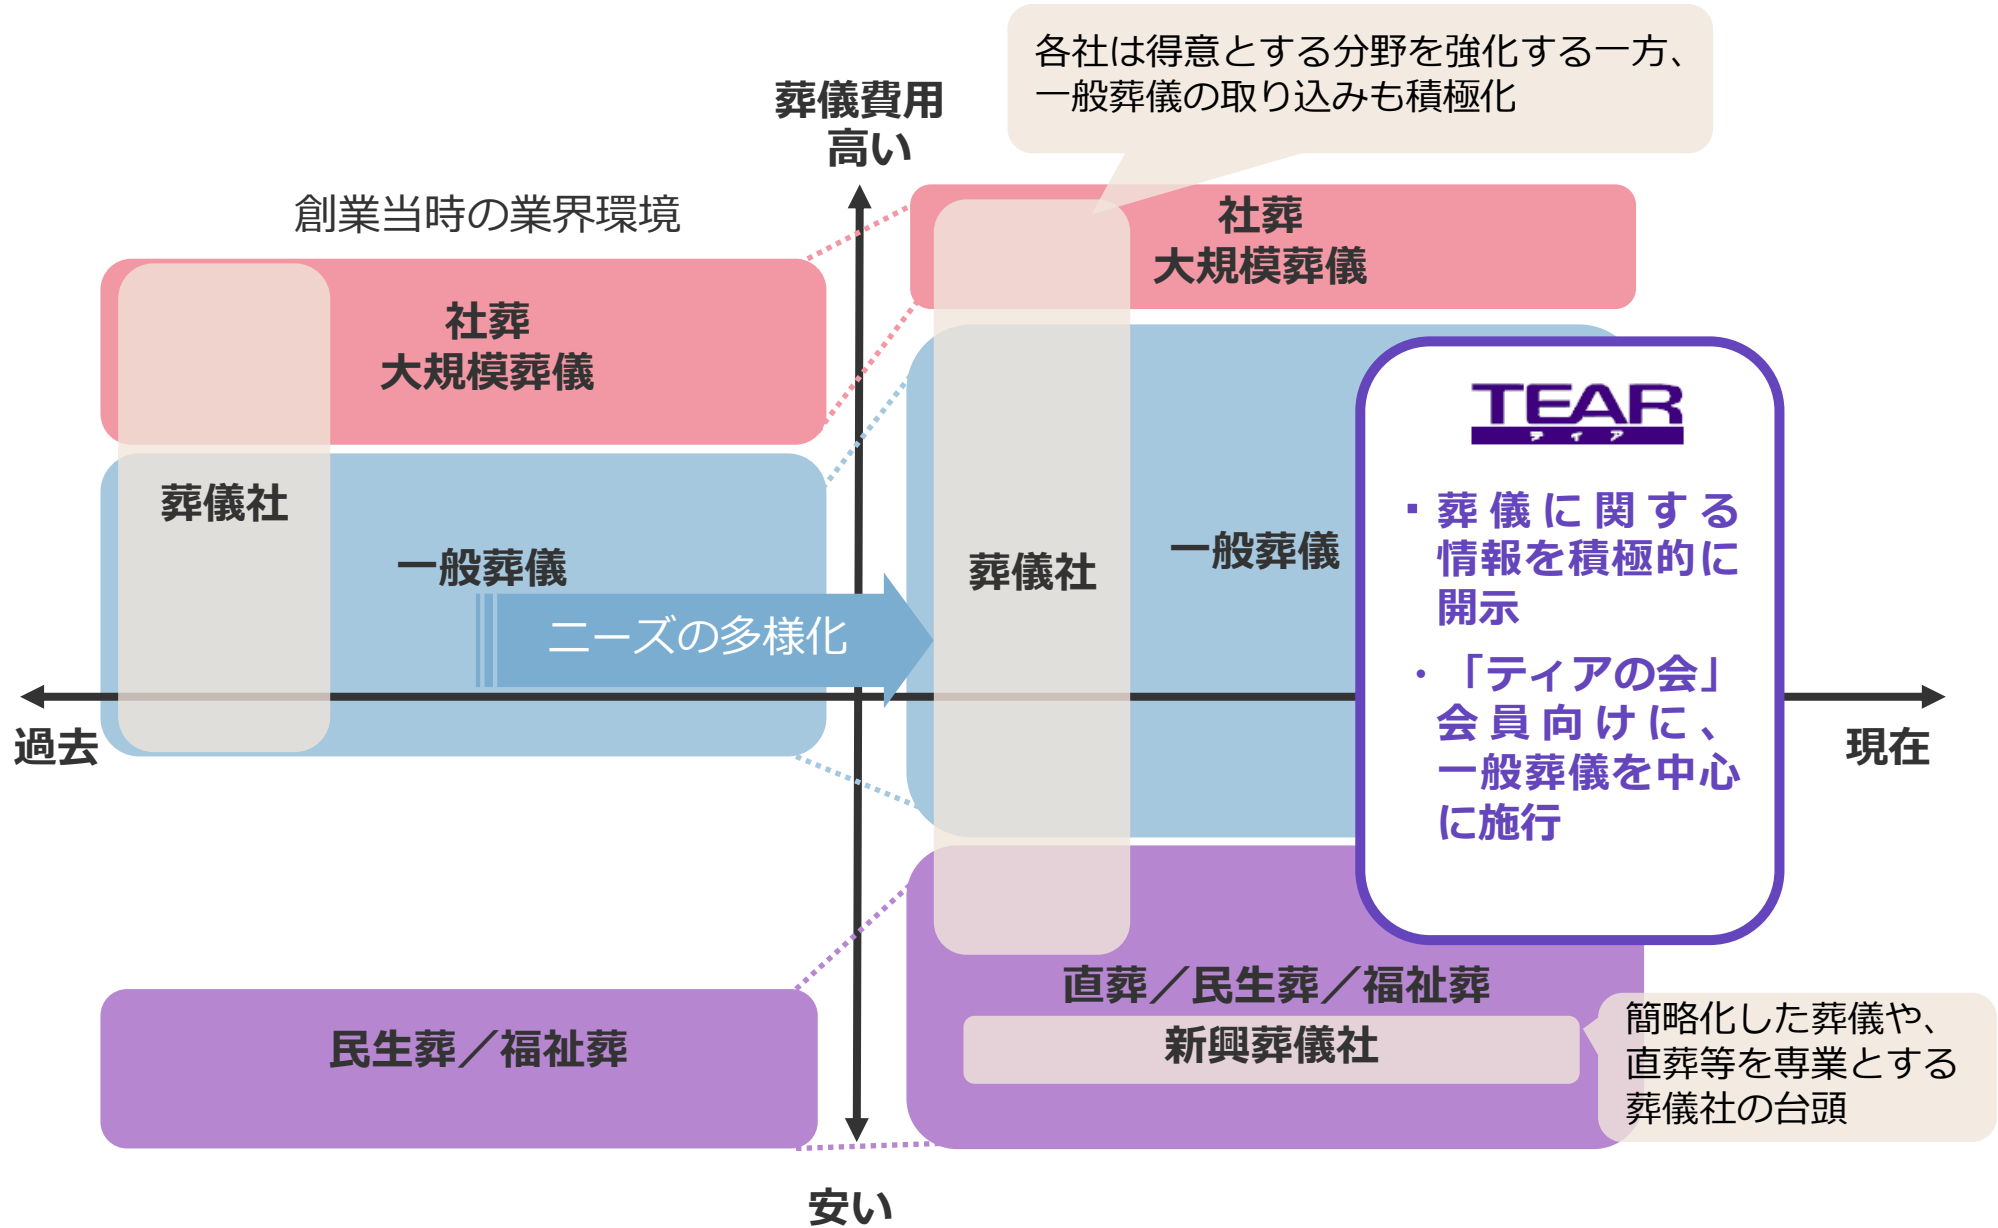 各社は得意とする分野を強化する一方、
一般葬儀の取り込みも積極化
葬儀費用
高い
創業当時の業界環境
社葬
大規模葬儀
葬儀社
一般葬儀
ニーズの多様化
過去
民生葬／福祉葬
社葬
大規模葬儀
葬儀社
一般葬儀
TEAR
ティア
▪葬儀に関する
情報を積極的に
開示
・「ティアの会」
会員向けに、
一般葬儀を中心
に施行
現在
直葬／民生葬／福祉葬
新興葬儀社
簡略化した葬儀や、
直葬等を専業とする
葬儀社の台頭
安い